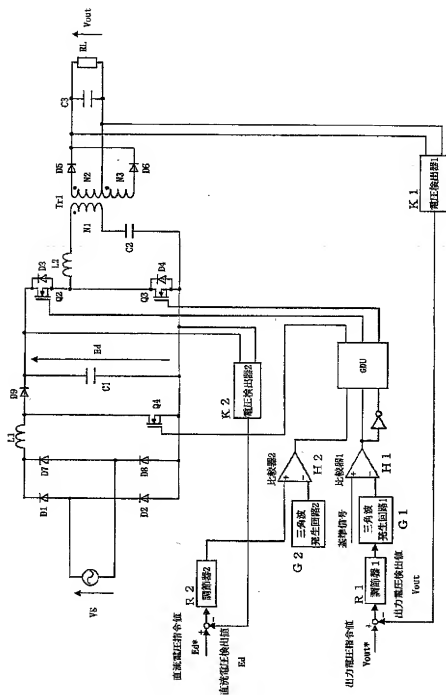 VS
D1
D2
D7
D8
L1
D9
Q4
C1
Ed
Q2
D3
Q3
D4
L2
Tr1
N1
N2
N3
C2
D5
D6
C3
RL
Vout
K2
電圧検出器2
K1
電圧検出器1
GDU
比較器2
H2
三角波
発生回路2
G2
R2
調節器2
直流電圧指令値
Ed*
直流電圧検出値
Ed
比較器1
H1
基準信号
三角波
発生回路1
G1
R1
調節器1
出力電圧指令値
Vout*
出力電圧検出値
Vout
+
-
+
-
+
-
+
-